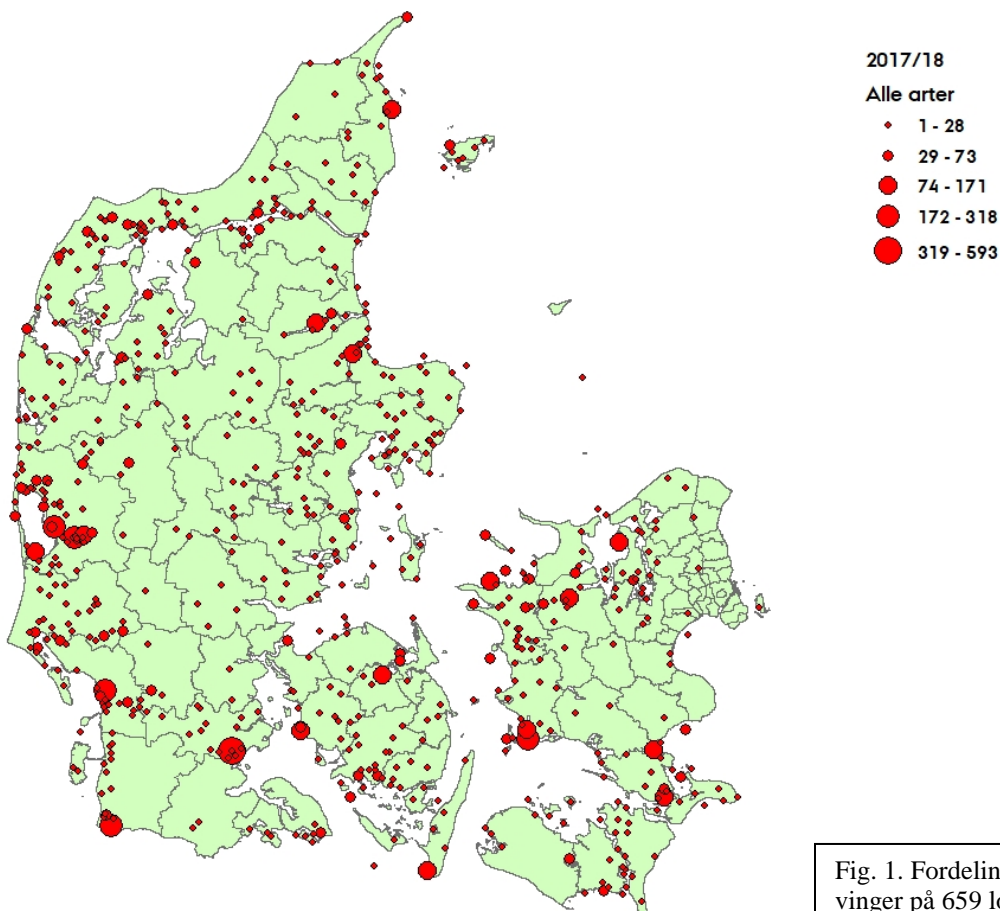 2017/18
Alle arter
1 - 28
29 - 73
74 - 171
172 - 318
319 - 593
Fig. 1. Fordelin
vinger på 659 lo